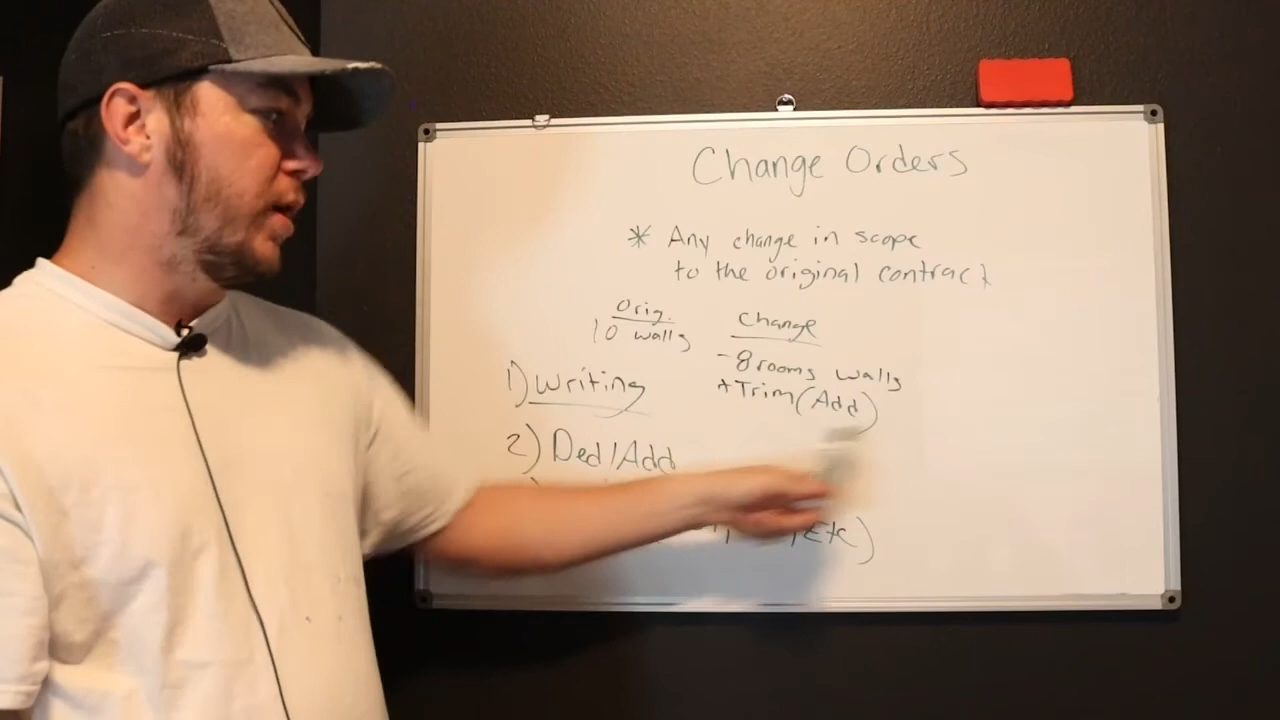 Change Orders
* Any change in scope
to the original contract
Orig.
10 walls
Change
-8 rooms walls
+Trim (Add)
1) Writing
2) Ded/Add
, Etc)